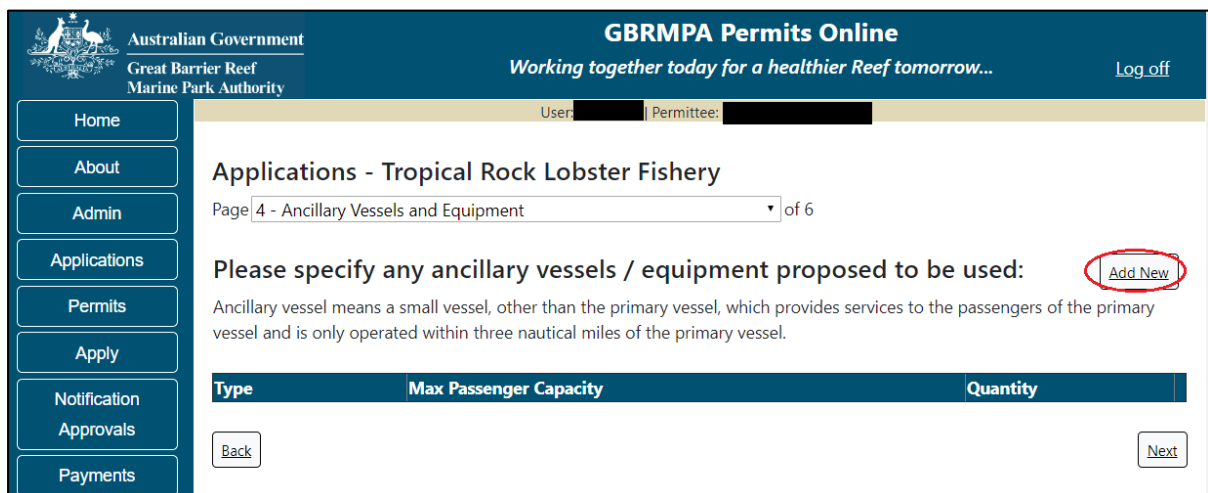 Australian Government
Great Barrier Reef
Marine Park Authority
GBRMPA Permits Online
Working together today for a healthier Reef tomorrow...
Log off
User: | Permittee:
Home
About
Admin
Applications
Permits
Apply
Notification
Approvals
Payments
Applications - Tropical Rock Lobster Fishery
Page 4 - Ancillary Vessels and Equipment of 6
Please specify any ancillary vessels / equipment proposed to be used:
Add New
Ancillary vessel means a small vessel, other than the primary vessel, which provides services to the passengers of the primary
vessel and is only operated within three nautical miles of the primary vessel.
Type Max Passenger Capacity Quantity
Back
Next